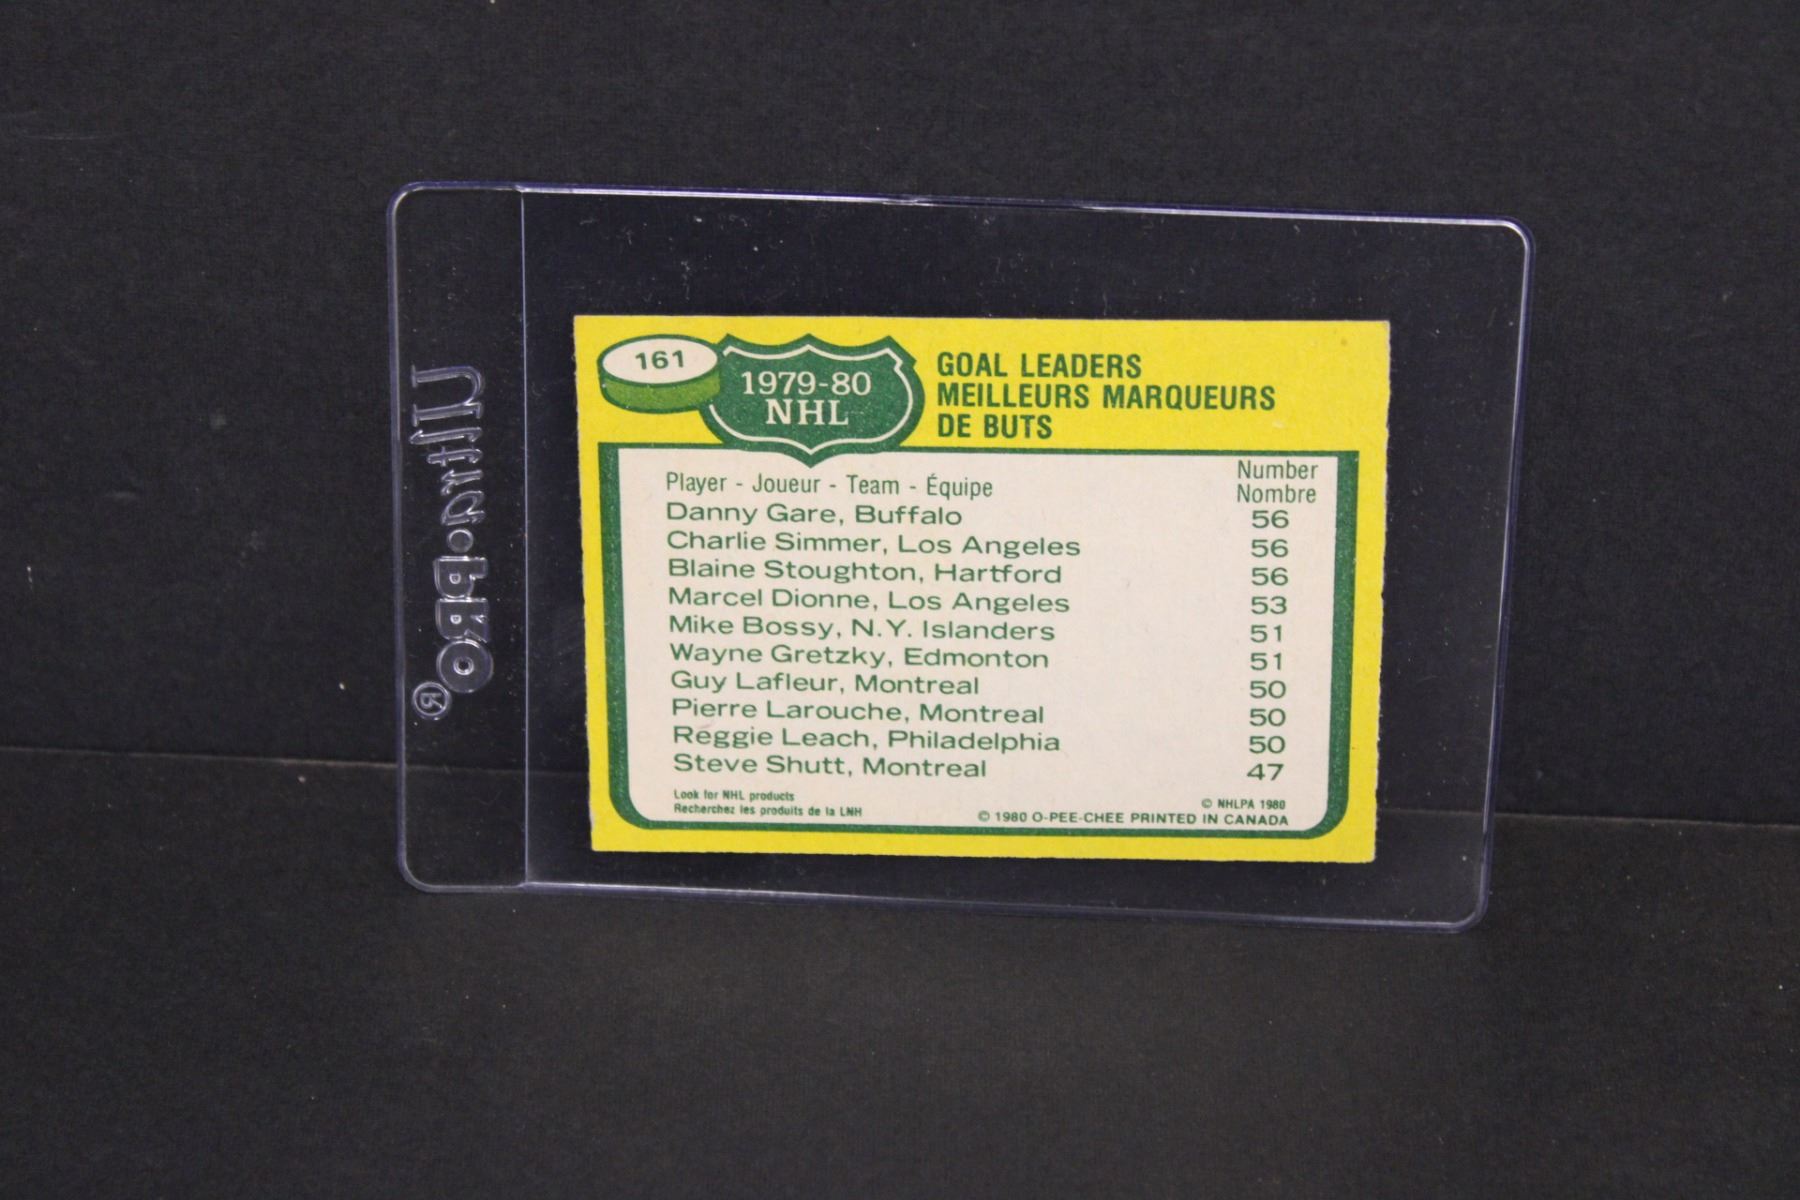 161
1979-80
NHL
GOAL LEADERS
MEILLEURS MARQUEURS
DE BUTS
Player - Joueur - Team - Équipe
Number
Nombre
Danny Gare, Buffalo 56
Charlie Simmer, Los Angeles 56
Blaine Stoughton, Hartford 56
Marcel Dionne, Los Angeles 53
Mike Bossy, N.Y. Islanders 51
Wayne Gretzky, Edmonton 51
Guy Lafleur, Montreal 50
Pierre Larouche, Montreal 50
Reggie Leach, Philadelphia 50
Steve Shutt, Montreal 47
Look for NHL products
Recherchez les produits de la LNH
© NHLPA 1980
© 1980 O-PEE-CHEE PRINTED IN CANADA
Ultra•PRO®